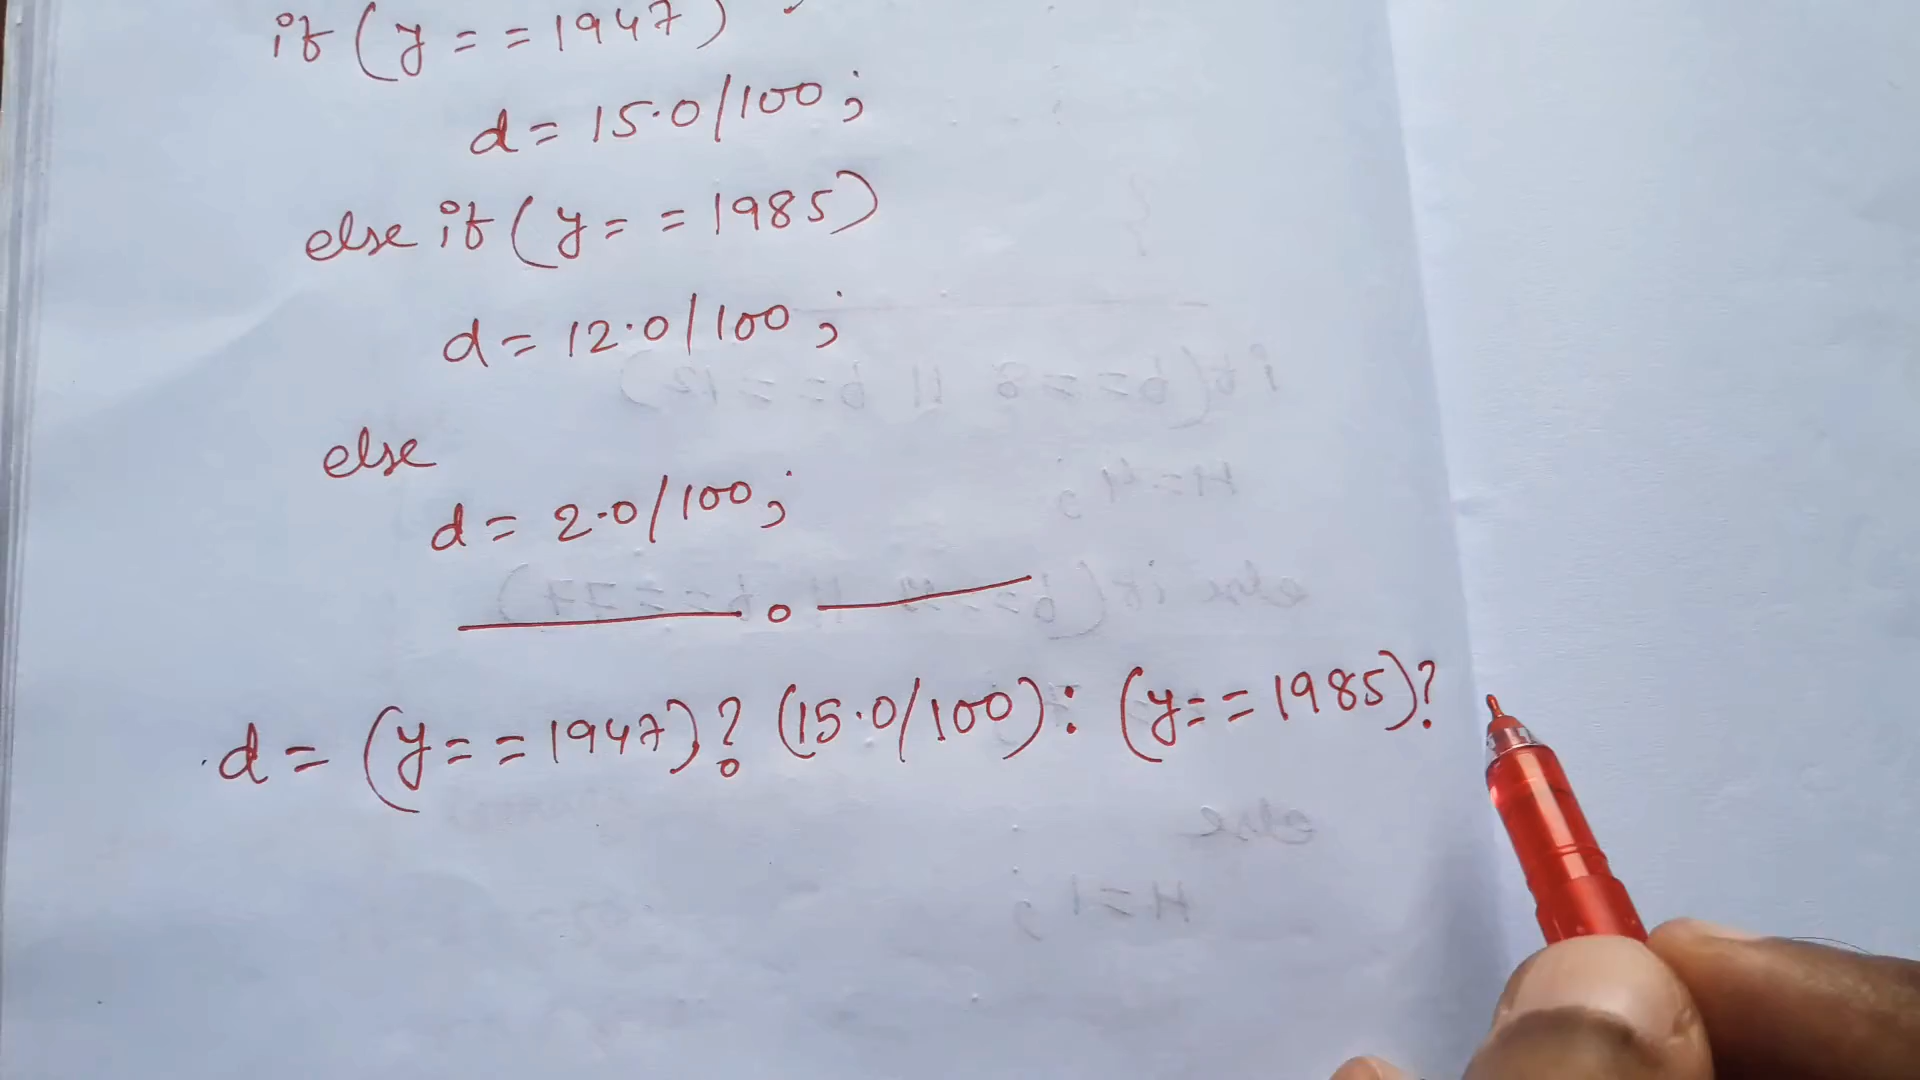 if (y = = 1947)
d = 15.0/100;
else if (y = = 1985)
d = 12.0/100;
else
d = 2.0/100;
d = (y = = 1947)? (15.0/100): (y = = 1985)?